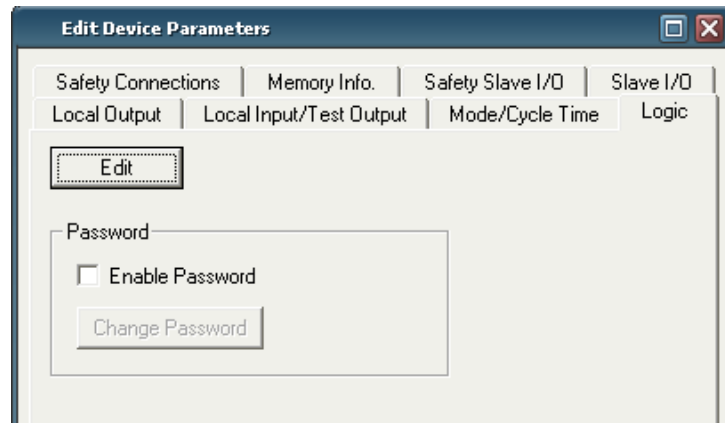 Edit Device Parameters
Safety Connections Memory Info. Safety Slave I/O Slave I/O
Local Output Local Input/Test Output Mode/Cycle Time Logic
Edit
Password
Enable Password
Change Password